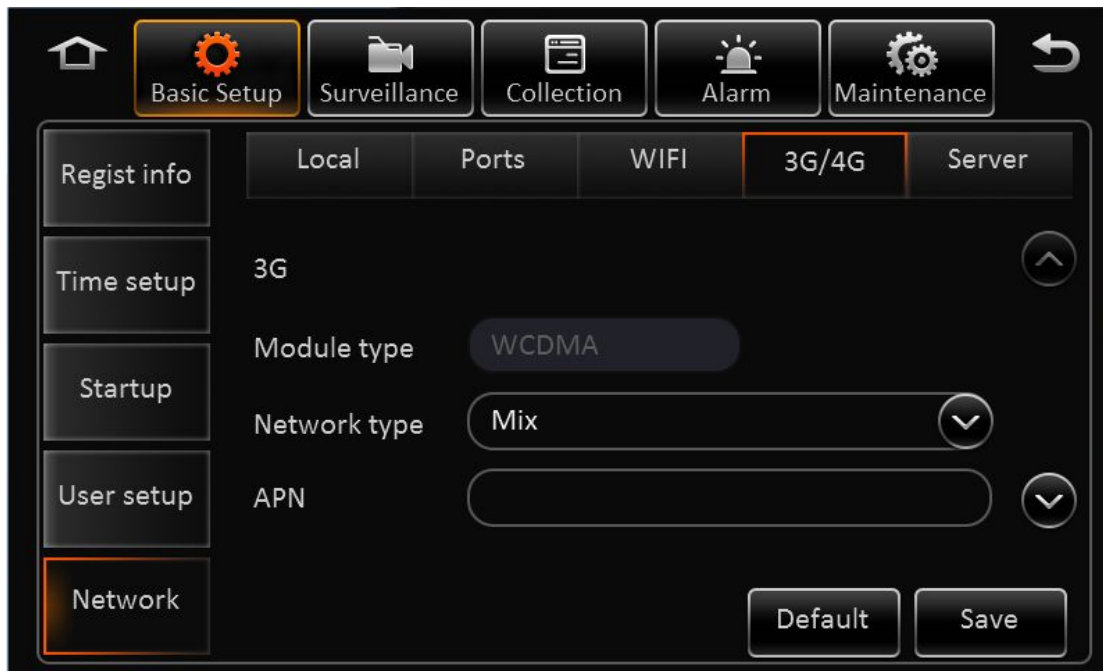 Basic Setup
Surveillance
Collection
Alarm
Maintenance
Regist info
Time setup
Startup
User setup
Network
Local
Ports
WIFI
3G/4G
Server
3G
Module type
WCDMA
Network type
Mix
APN
Default
Save